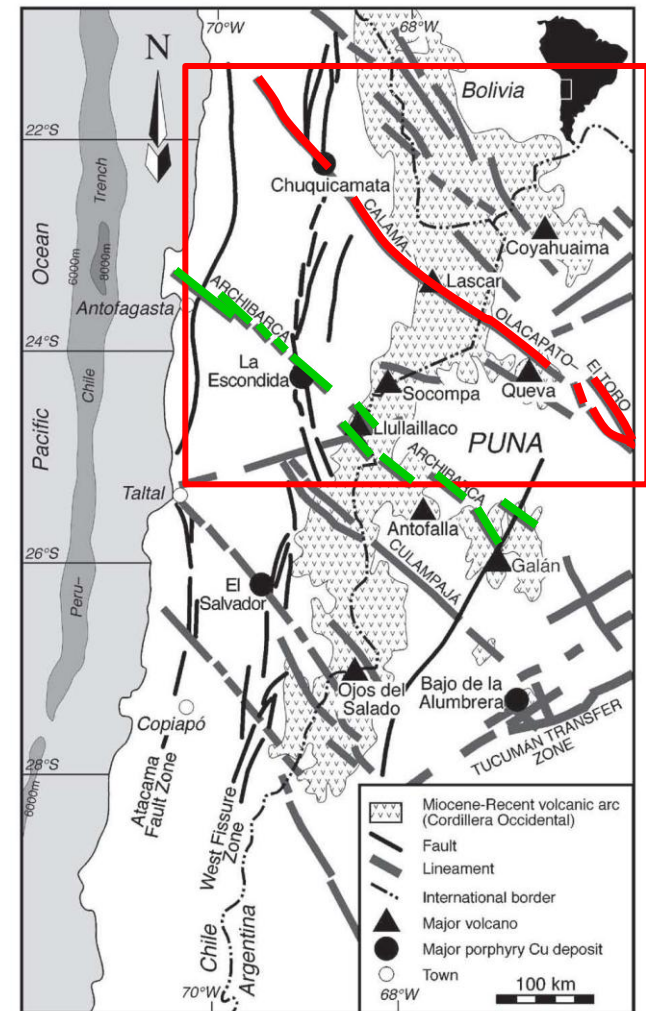 70°W
68°W
N
Bolivia
22°S
Trench
Chuquicamata
Ocean
6000m
8000m
CALAMA–
Coyahuaima
Lascar
ARCHIBARCA
Antofagasta
OLACAPATO–
24°S
La
Escondida
EL TORO
Chile
Socompa
Queva
Llullaillaco
PUNA
Pacific
ARCHIBARCA
Taltal
Antofalla
CULAMPAJÁ
26°S
Galán
Peru–
El
Salvador
Ojos del
Salado
Bajo de la
Alumbrera
Copiapó
TUCUMÁN TRANSFER
ZONE
28°S
6000m
Atacama
Fault Zone
West Fissure
Zone
Miocene-Recent volcanic arc
(Cordillera Occidental)
Fault
Lineament
International border
Major volcano
Major porphyry Cu deposit
Town
Chile
Argentina
100 km
70°W
68°W